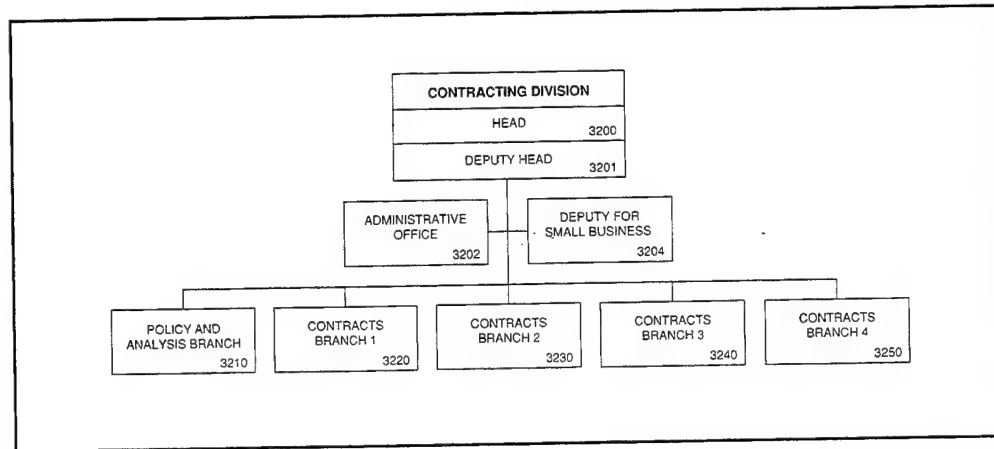 CONTRACTING DIVISION
HEAD
3200
DEPUTY HEAD
3201
ADMINISTRATIVE
OFFICE
3202
DEPUTY FOR
SMALL BUSINESS
3204
POLICY AND
ANALYSIS BRANCH
3210
CONTRACTS
BRANCH 1
3220
CONTRACTS
BRANCH 2
3230
CONTRACTS
BRANCH 3
3240
CONTRACTS
BRANCH 4
3250